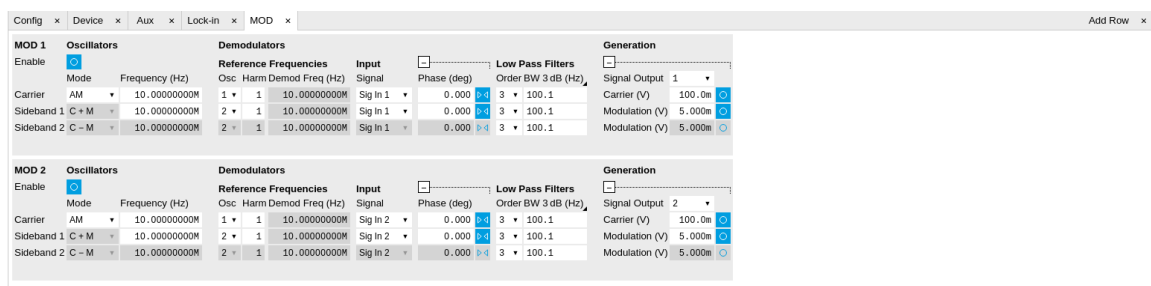 Config × Device × Aux × Lock-in × MOD × Add Row ×
MOD 1 Oscillators Demodulators Generation
Enable Reference Frequencies Input Low Pass Filters
Mode Frequency (Hz) Osc Harm Demod Freq (Hz) Signal Phase (deg) Order BW 3 dB (Hz) Signal Output 1
Carrier AM 10.00000000M 1 1 10.00000000M Sig In 1 0.000 3 100.1 Carrier (V) 100.0m
Sideband 1 C + M 10.00000000M 2 1 10.00000000M Sig In 1 0.000 3 100.1 Modulation (V) 5.000m
Sideband 2 C – M 10.00000000M 2 1 10.00000000M Sig In 1 0.000 3 100.1 Modulation (V) 5.000m
MOD 2 Oscillators Demodulators Generation
Enable Reference Frequencies Input Low Pass Filters
Mode Frequency (Hz) Osc Harm Demod Freq (Hz) Signal Phase (deg) Order BW 3 dB (Hz) Signal Output 2
Carrier AM 10.00000000M 1 1 10.00000000M Sig In 2 0.000 3 100.1 Carrier (V) 100.0m
Sideband 1 C + M 10.00000000M 2 1 10.00000000M Sig In 2 0.000 3 100.1 Modulation (V) 5.000m
Sideband 2 C – M 10.00000000M 2 1 10.00000000M Sig In 2 0.000 3 100.1 Modulation (V) 5.000m